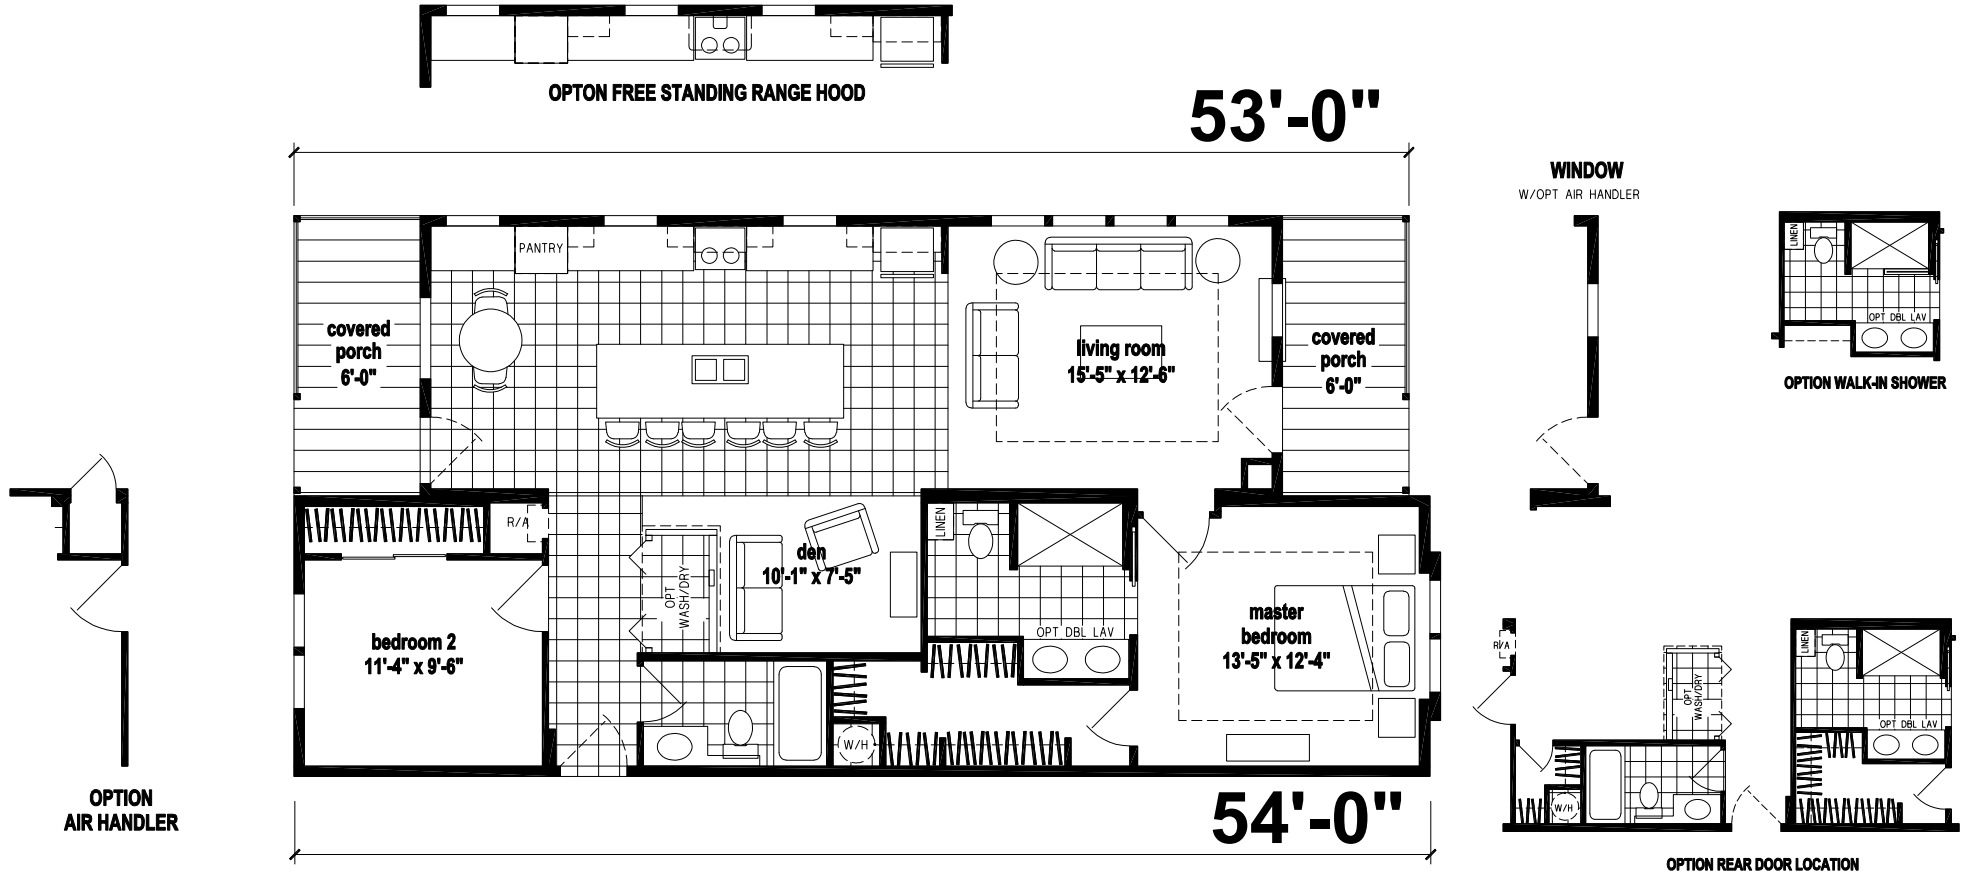 OPTON FREE STANDING RANGE HOOD
53'-0"
WINDOW
W/OPT AIR HANDLER
PANTRY
covered
porch
6'-0"
living room
15'-5" x 12'-6"
covered
porch
6'-0"
LINEN
OPT DBL LAV
OPTION WALK-IN SHOWER
R/A
OPT
WASH/DRY
den
10'-1" x 7'-5"
LINEN
OPT DBL LAV
bedroom 2
11'-4" x 9'-6"
master
bedroom
13'-5" x 12'-4"
W/H
OPTION
AIR HANDLER
54'-0"
R/A
OPT
WASH/DRY
LINEN
OPT DBL LAV
W/H
OPTION REAR DOOR LOCATION